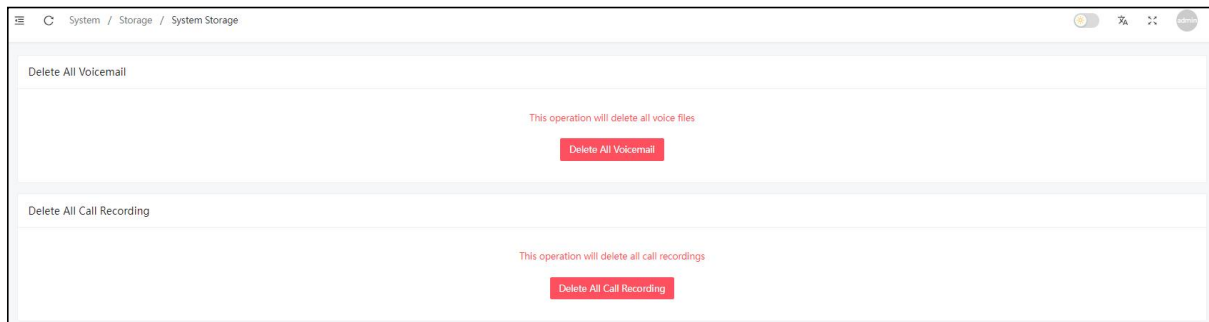 System / Storage / System Storage
admin
Delete All Voicemail
This operation will delete all voice files
Delete All Voicemail
Delete All Call Recording
This operation will delete all call recordings
Delete All Call Recording